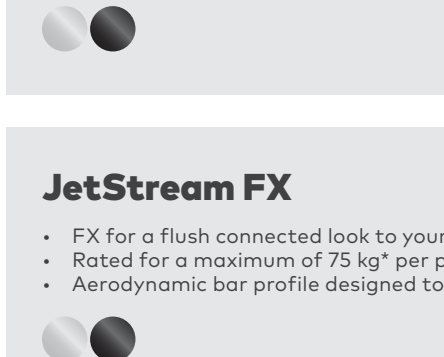 JetStream FX
• FX for a flush connected look to your
• Rated for a maximum of 75 kg* per p
• Aerodynamic bar profile designed to